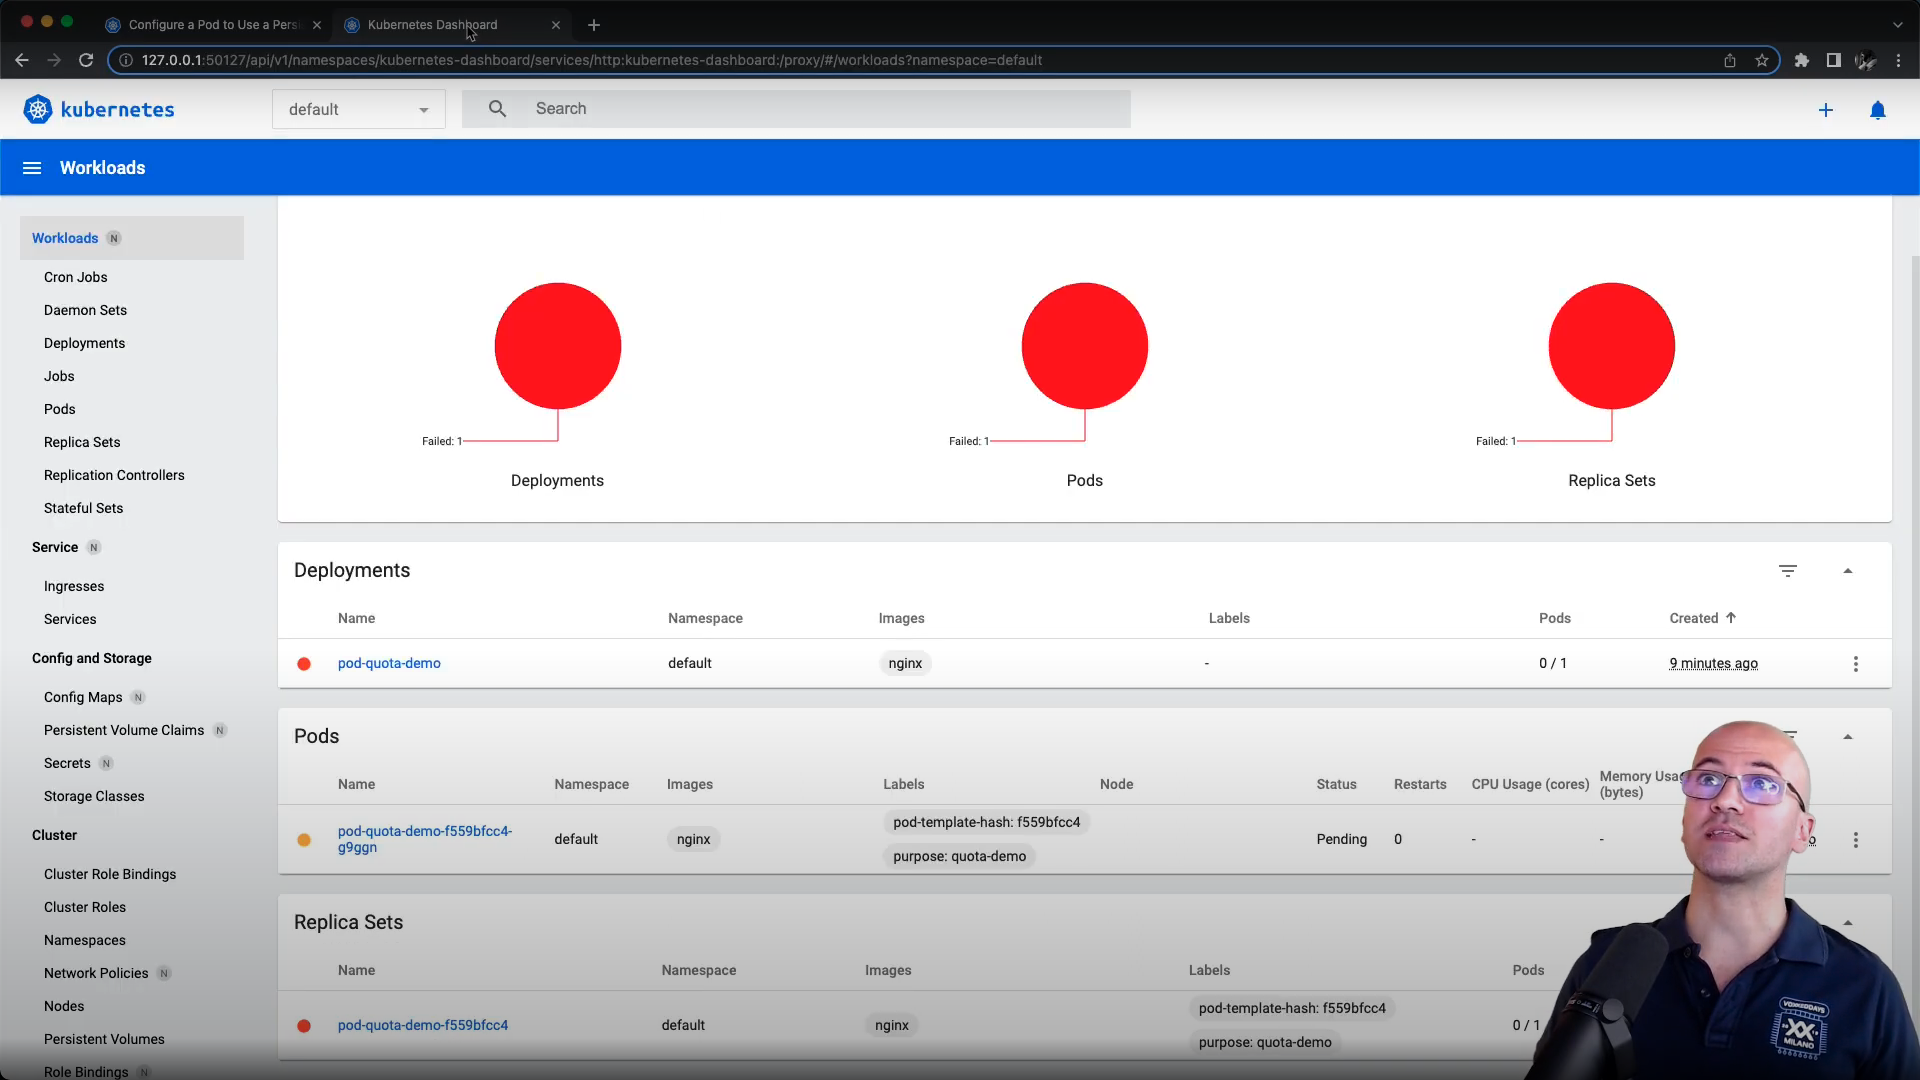 Configure a Pod to Use a Pers
Kubernetes Dashboard
127.0.0.1:50127/api/v1/namespaces/kubernetes-dashboard/services/http:kubernetes-dashboard:/proxy/#/workloads?namespace=default
kubernetes
default
Search
Workloads
Workloads N
Cron Jobs
Daemon Sets
Deployments
Jobs
Pods
Replica Sets
Replication Controllers
Stateful Sets
Service N
Ingresses
Services
Config and Storage
Config Maps N
Persistent Volume Claims N
Secrets N
Storage Classes
Cluster
Cluster Role Bindings
Cluster Roles
Namespaces
Network Policies N
Nodes
Persistent Volumes
Role Bindings N
Failed: 1
Deployments
Failed: 1
Pods
Failed: 1
Replica Sets
Deployments
Name Namespace Images Labels Pods Created
pod-quota-demo default nginx - 0 / 1 9 minutes ago
Pods
Name Namespace Images Labels Node Status Restarts CPU Usage (cores) Memory Usa
(bytes)
pod-quota-demo-f559bfcc4-
g9ggn
default nginx
pod-template-hash: f559bfcc4
purpose: quota-demo
Pending 0 - -
Replica Sets
Name Namespace Images Labels Pods
pod-quota-demo-f559bfcc4 default nginx
pod-template-hash: f559bfcc4
purpose: quota-demo
0 / 1
VOXXEDDAYS
MILANO